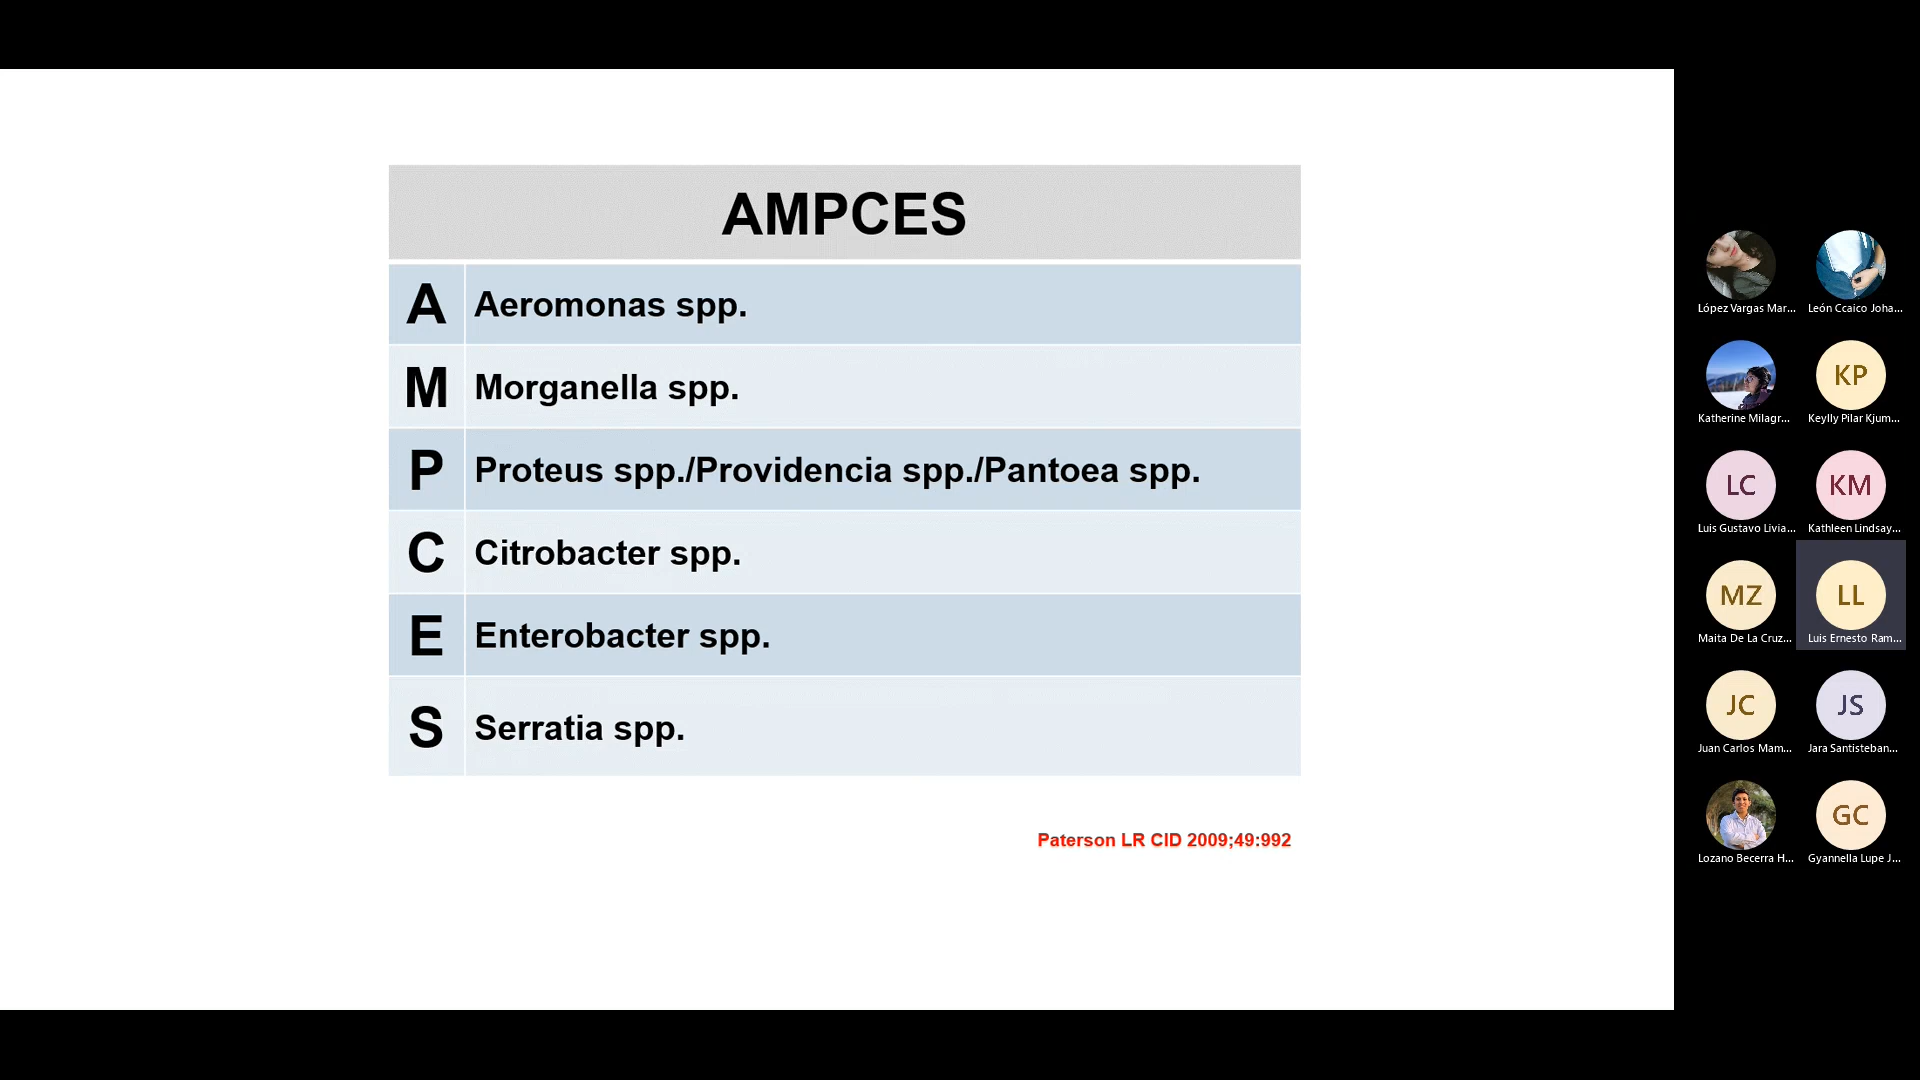 AMPCES
A Aeromonas spp.
M Morganella spp.
P Proteus spp./Providencia spp./Pantoea spp.
C Citrobacter spp.
E Enterobacter spp.
S Serratia spp.
Paterson LR CID 2009;49:992
López Vargas Mar...
León Ccaico Joha...
Katherine Milagr...
KP
Keylly Pilar Kjum...
LC
Luis Gustavo Livia...
KM
Kathleen Lindsay...
MZ
Maita De La Cruz...
LL
Luis Ernesto Ram...
JC
Juan Carlos Mam...
JS
Jara Santisteban...
Lozano Becerra H...
GC
Gyannella Lupe J...